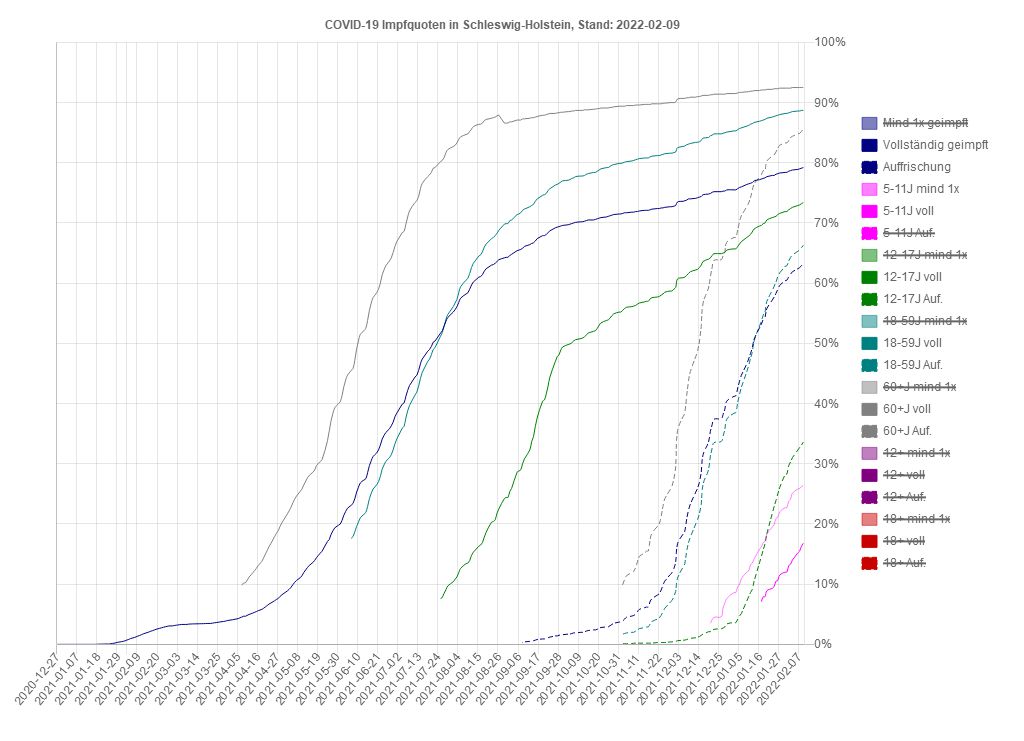 COVID-19 Impfquoten in Schleswig-Holstein, Stand: 2022-02-09
100%
90%
80%
70%
60%
50%
40%
30%
20%
10%
0%
Mind 1x geimpft
Vollständig geimpft
Auffrischung
5-11J mind 1x
5-11J voll
5-11J Auf.
12-17J mind 1x
12-17J voll
12-17J Auf.
18-59J mind 1x
18-59J voll
18-59J Auf.
60+J mind 1x
60+J voll
60+J Auf.
12+ mind 1x
12+ voll
12+ Auf.
18+ mind 1x
18+ voll
18+ Auf.
2020-12-27
2021-01-07
2021-01-18
2021-01-29
2021-02-09
2021-02-20
2021-03-03
2021-03-14
2021-03-25
2021-04-05
2021-04-16
2021-04-27
2021-05-08
2021-05-19
2021-05-30
2021-06-10
2021-06-21
2021-07-02
2021-07-13
2021-07-24
2021-08-04
2021-08-15
2021-08-26
2021-09-06
2021-09-17
2021-09-28
2021-10-09
2021-10-20
2021-10-31
2021-11-11
2021-11-22
2021-12-03
2021-12-14
2021-12-25
2022-01-05
2022-01-16
2022-01-27
2022-02-07